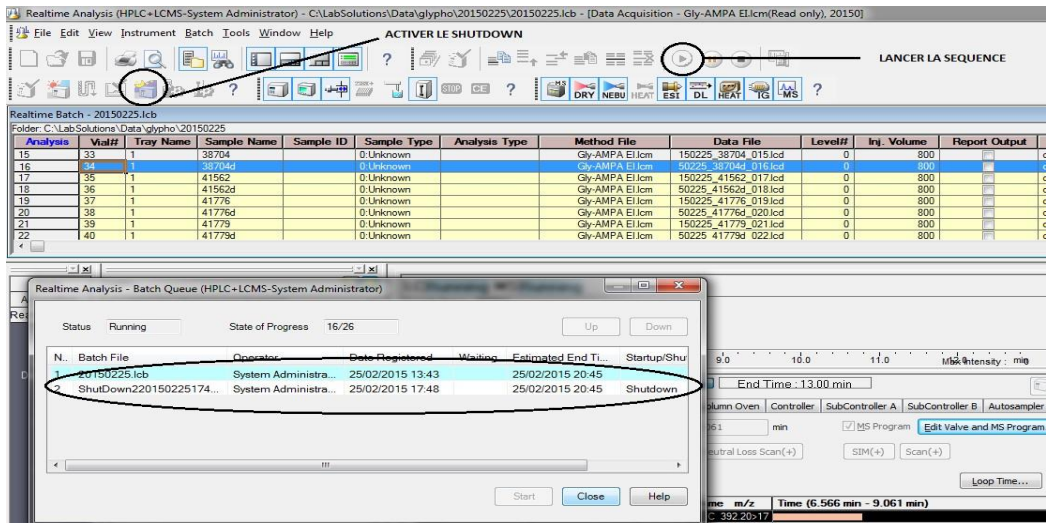 Realtime Analysis (HPLC+LCMS-System Administrator) - C:\LabSolutions\Data\glypho\20150225\20150225.lcb - [Data Acquisition - Gly-AMPA EI.lcm(Read only), 20150]
File Edit View Instrument Batch Tools Window Help
ACTIVER LE SHUTDOWN
LANCER LA SEQUENCE
STOP CE ? MS DRY NEBU HEAT ESI DL HEAT RG MS ?
Realtime Batch - 20150225.lcb
Folder: C:\LabSolutions\Data\glypho\20150225
Analysis Vial# Tray Name Sample Name Sample ID Sample Type Analysis Type Method File Data File Level# Inj. Volume Report Output
15 33 1 38704 0:Unknown Gly-AMPA EI.lcm 150225_38704_015.lcd 0 800
16 34 1 38704d 0:Unknown Gly-AMPA EI.lcm 50225_38704d_016.lcd 0 800
17 35 1 41562 0:Unknown Gly-AMPA EI.lcm 150225_41562_017.lcd 0 800
18 36 1 41562d 0:Unknown Gly-AMPA EI.lcm 50225_41562d_018.lcd 0 800
19 37 1 41776 0:Unknown Gly-AMPA EI.lcm 150225_41776_019.lcd 0 800
20 38 1 41776d 0:Unknown Gly-AMPA EI.lcm 50225_41776d_020.lcd 0 800
21 39 1 41779 0:Unknown Gly-AMPA EI.lcm 150225_41779_021.lcd 0 800
22 40 1 41779d 0:Unknown Gly-AMPA EI.lcm 50225_41779d_022.lcd 0 800
Realtime Analysis - Batch Queue (HPLC+LCMS-System Administrator)
Status Running State of Progress 16/26 Up Down
N.. Batch File Operator Date Registered Waiting Estimated End Ti... Startup/Shu
1 20150225.lcb System Administra... 25/02/2015 13:43 25/02/2015 20:45
2 ShutDown220150225174... System Administra... 25/02/2015 17:48 25/02/2015 20:45 Shutdown
Start Close Help
9.0 10.0 11.0 Max Intensity : min
End Time : 13.00 min
olumn Oven Controller SubController A SubController B Autosampler
061 min MS Program Edit Valve and MS Program
eutral Loss Scan(+) SIM(+) Scan(+)
Loop Time...
me m/z Time (6.566 min - 9.061 min)
C 392.20>17